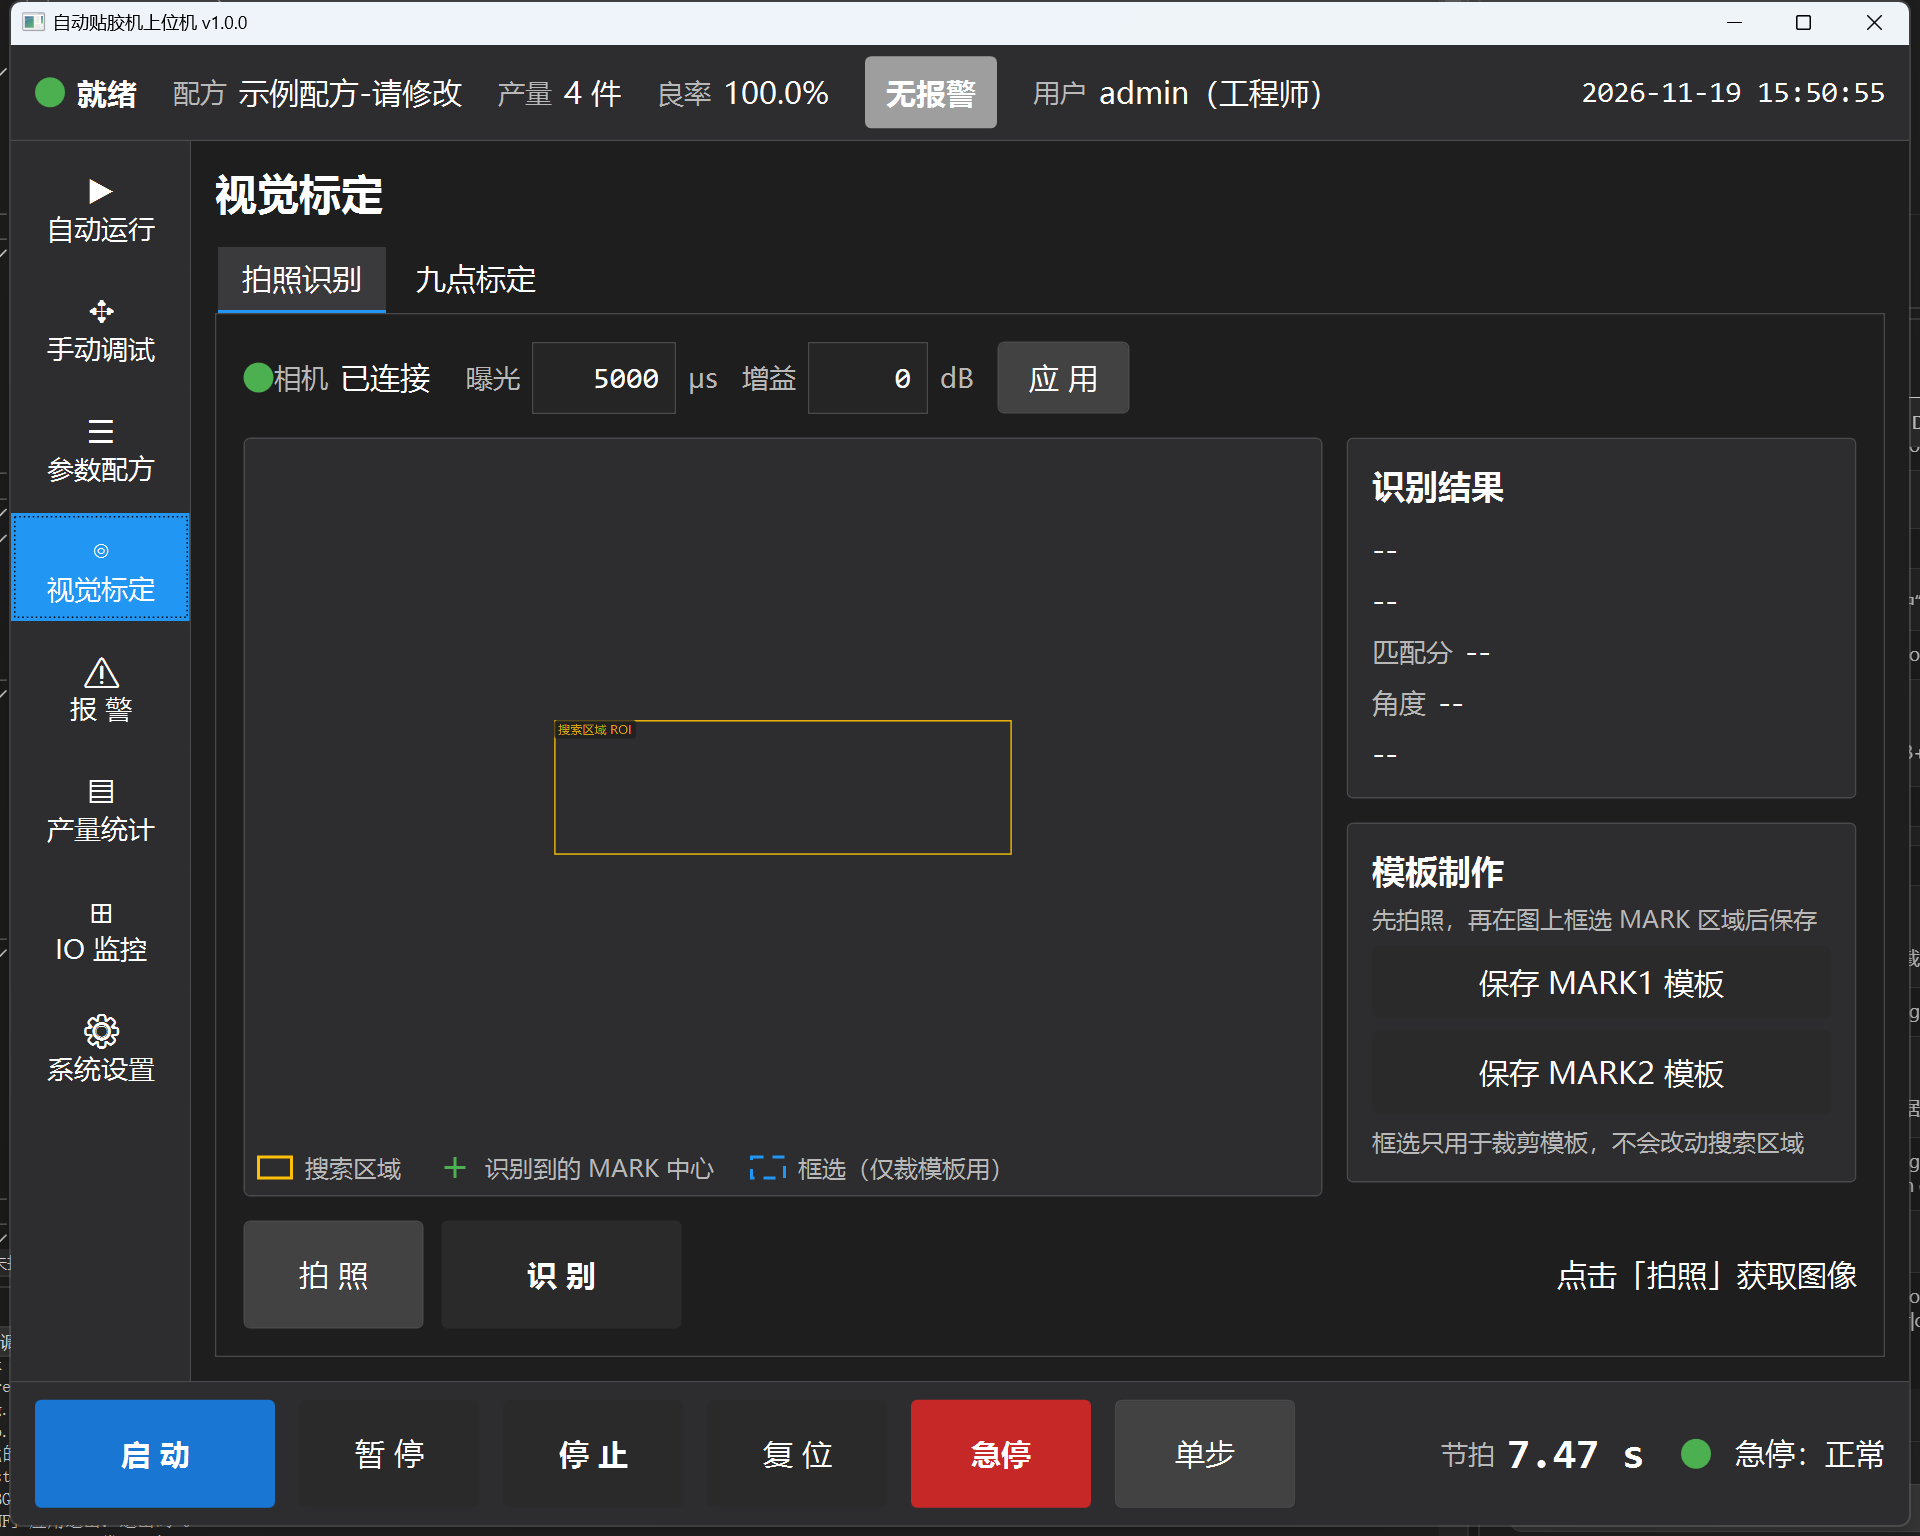 自动贴胶机上位机 v1.0.0
就绪 配方 示例配方-请修改 产量 4 件 良率 100.0% 无报警 用户 admin（工程师） 2026-11-19 15:50:55
自动运行
手动调试
参数配方
视觉标定
报 警
产量统计
IO 监控
系统设置
视觉标定
拍照识别 九点标定
相机 已连接 曝光 5000 µs 增益 0 dB 应 用
搜索区域 ROI
搜索区域 识别到的 MARK 中心 框选（仅裁模板用）
识别结果
--
--
匹配分 --
角度 --
--
模板制作
先拍照，再在图上框选 MARK 区域后保存
保存 MARK1 模板
保存 MARK2 模板
框选只用于裁剪模板，不会改动搜索区域
拍 照 识 别 点击「拍照」获取图像
启 动 暂 停 停 止 复 位 急停 单步 节拍 7.47 s 急停：正常